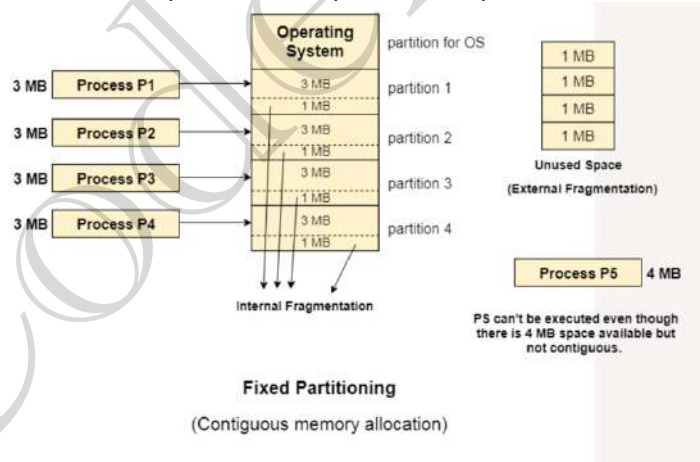 Operating
System
partition for OS
3 MB
Process P1
3 MB
1 MB
partition 1
3 MB
Process P2
3 MB
1 MB
partition 2
3 MB
Process P3
3 MB
1 MB
partition 3
3 MB
Process P4
3 MB
1 MB
partition 4
Internal Fragmentation
1 MB
1 MB
1 MB
1 MB
Unused Space
(External Fragmentation)
Process P5
4 MB
PS can't be executed even though
there is 4 MB space available but
not contiguous.
Fixed Partitioning
(Contiguous memory allocation)